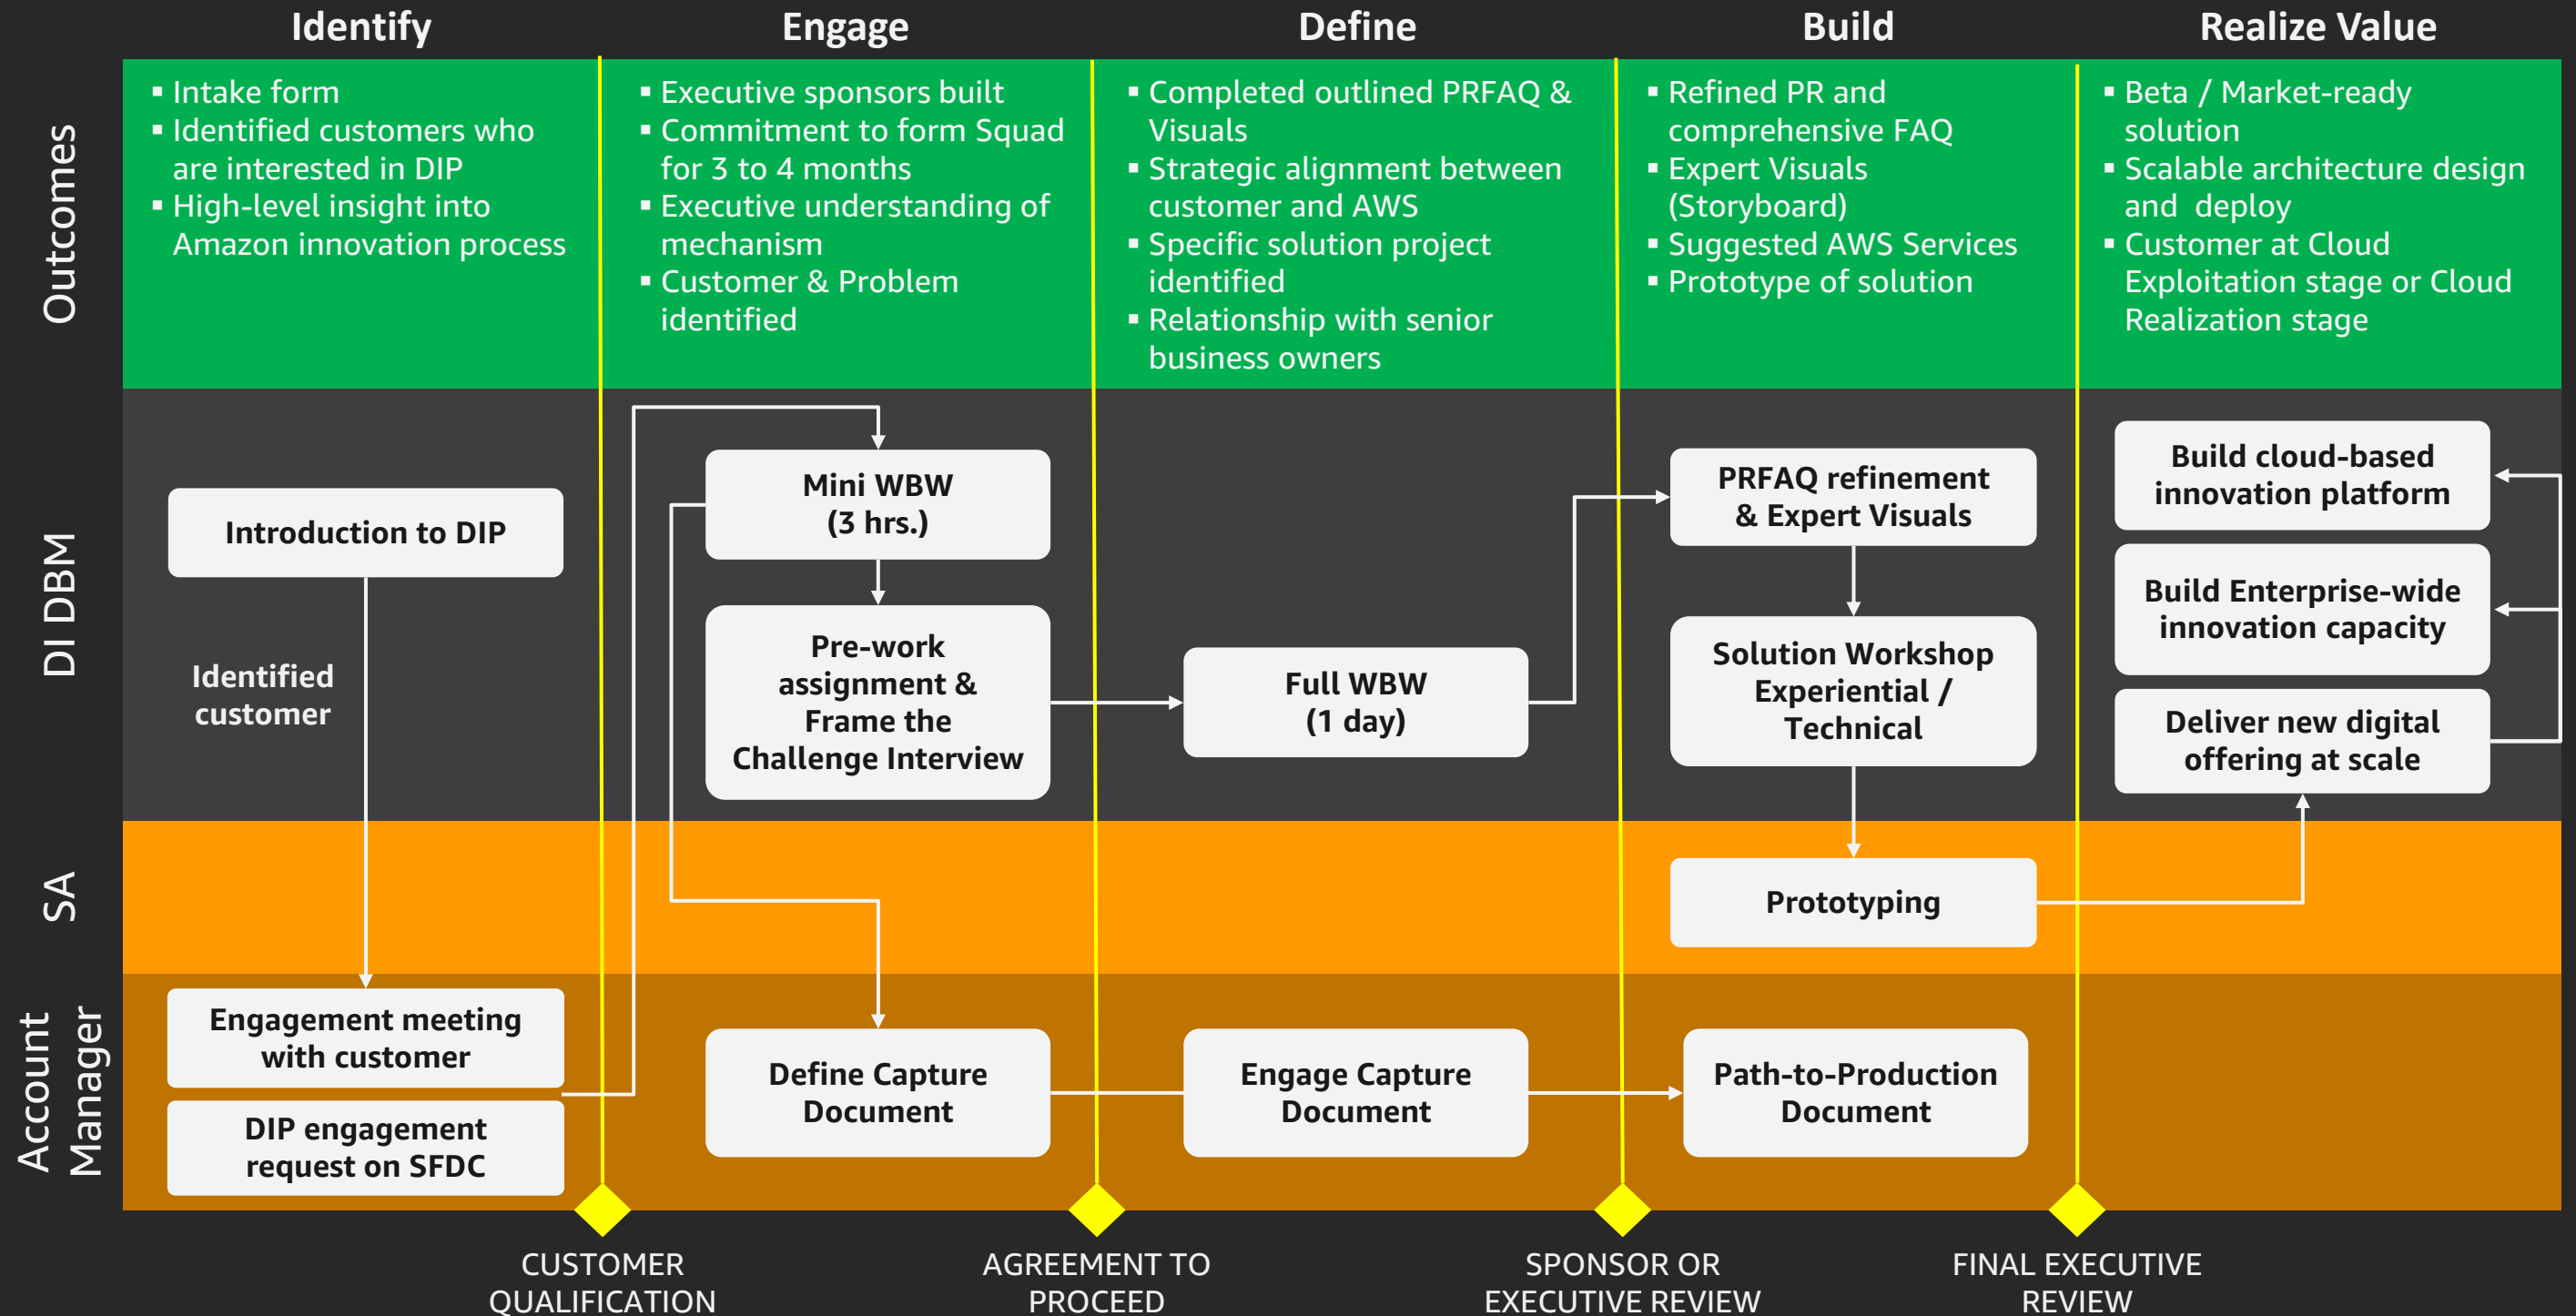 Identify
Engage
Define
Build
Realize Value
Outcomes
▪ Intake form
▪ Identified customers who
are interested in DIP
▪ High-level insight into
Amazon innovation process
▪ Executive sponsors built
▪ Commitment to form Squad
for 3 to 4 months
▪ Executive understanding of
mechanism
▪ Customer & Problem
identified
▪ Completed outlined PRFAQ &
Visuals
▪ Strategic alignment between
customer and AWS
▪ Specific solution project
identified
▪ Relationship with senior
business owners
▪ Refined PR and
comprehensive FAQ
▪ Expert Visuals
(Storyboard)
▪ Suggested AWS Services
▪ Prototype of solution
▪ Beta / Market-ready
solution
▪ Scalable architecture design
and deploy
▪ Customer at Cloud
Exploitation stage or Cloud
Realization stage
DI DBM
Introduction to DIP
Identified
customer
Mini WBW
(3 hrs.)
Pre-work
assignment &
Frame the
Challenge Interview
Full WBW
(1 day)
PRFAQ refinement
& Expert Visuals
Solution Workshop
Experiential /
Technical
Build cloud-based
innovation platform
Build Enterprise-wide
innovation capacity
Deliver new digital
offering at scale
SA
Prototyping
Account
Manager
Engagement meeting
with customer
DIP engagement
request on SFDC
Define Capture
Document
Engage Capture
Document
Path-to-Production
Document
CUSTOMER
QUALIFICATION
AGREEMENT TO
PROCEED
SPONSOR OR
EXECUTIVE REVIEW
FINAL EXECUTIVE
REVIEW